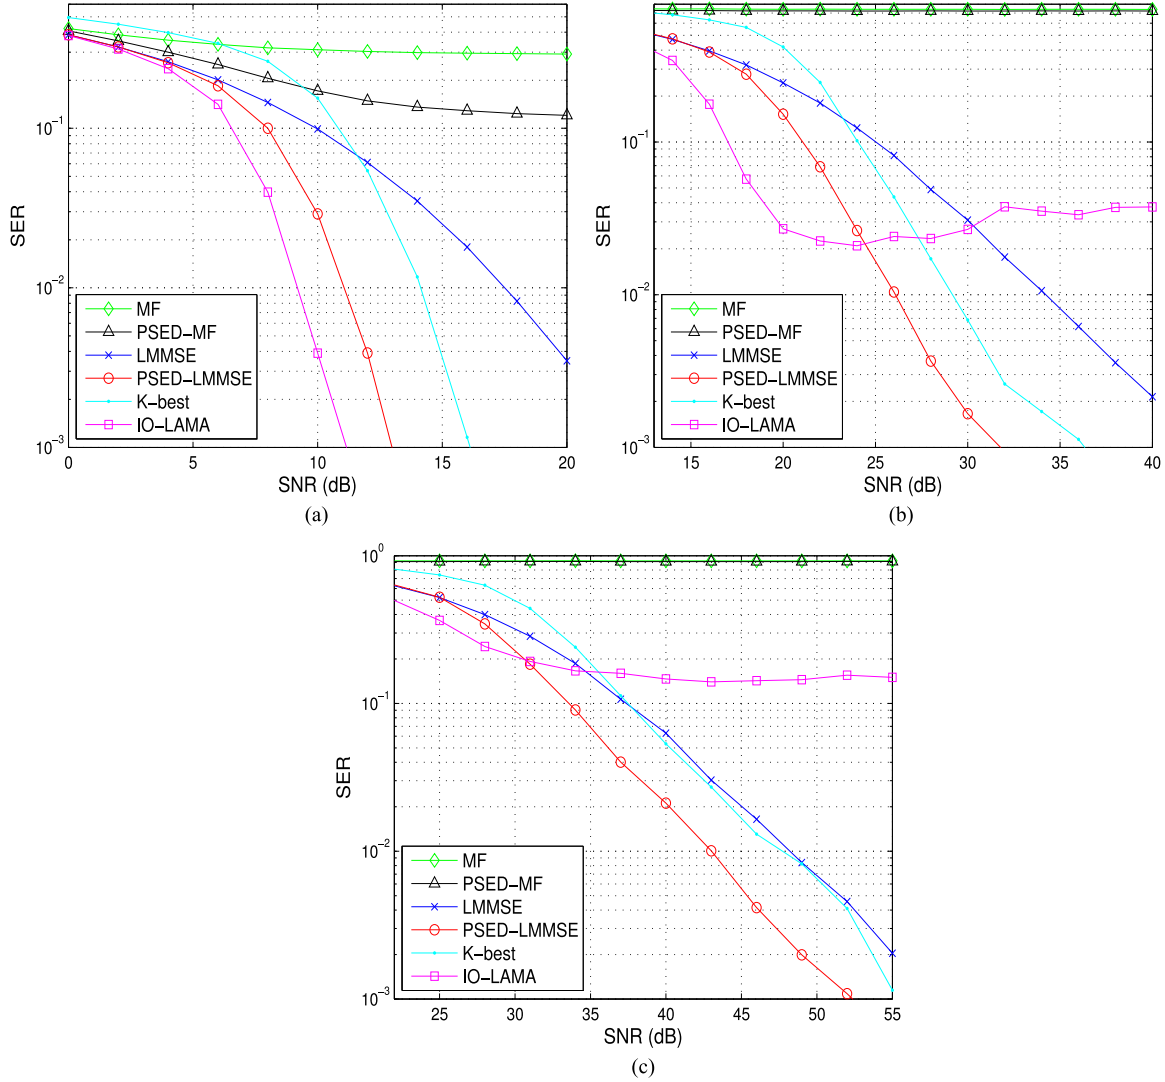 SER
10^-1
10^-2
10^-3
MF
PSED-MF
LMMSE
PSED-LMMSE
K-best
IO-LAMA
0 5 10 15 20
SNR (dB)
(a)
SER
10^-1
10^-2
10^-3
MF
PSED-MF
LMMSE
PSED-LMMSE
K-best
IO-LAMA
15 20 25 30 35 40
SNR (dB)
(b)
SER
10^0
10^-1
10^-2
10^-3
MF
PSED-MF
LMMSE
PSED-LMMSE
K-best
IO-LAMA
25 30 35 40 45 50 55
SNR (dB)
(c)